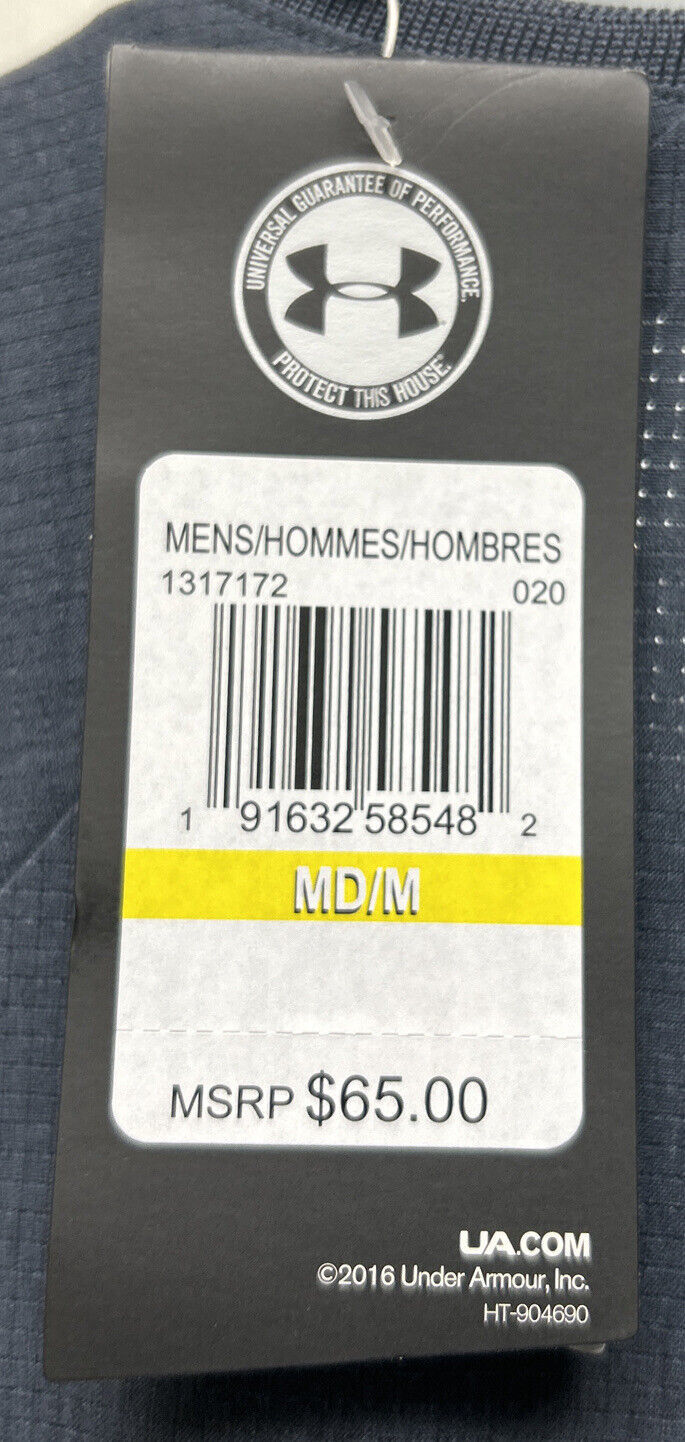 UNIVERSAL GUARANTEE OF PERFORMANCE.
PROTECT THIS HOUSE.®
MENS/HOMMES/HOMBRES
1317172 020
1 91632 58548 2
MD/M
MSRP $65.00
UA.COM
©2016 Under Armour, Inc.
HT-904690